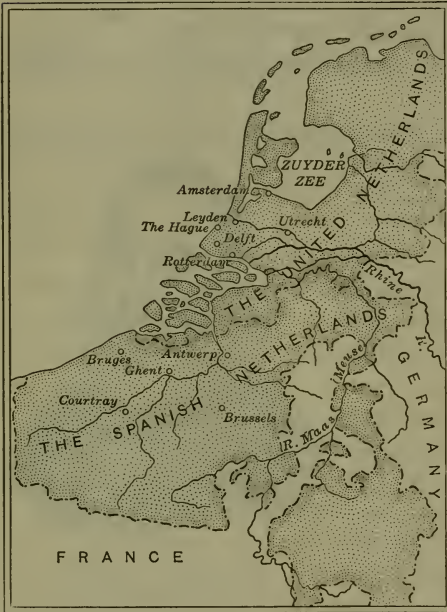 ZUYDER
ZEE
Amsterdam
Leyden
The Hague
Utrecht
Delft
Rotterdam
THE UNITED NETHERLANDS
Rhine
R.
GERMANY
Bruges
Antwerp
Ghent
Meuse
Courtray
Brussels
R. Maas
THE SPANISH NETHERLANDS
FRANCE